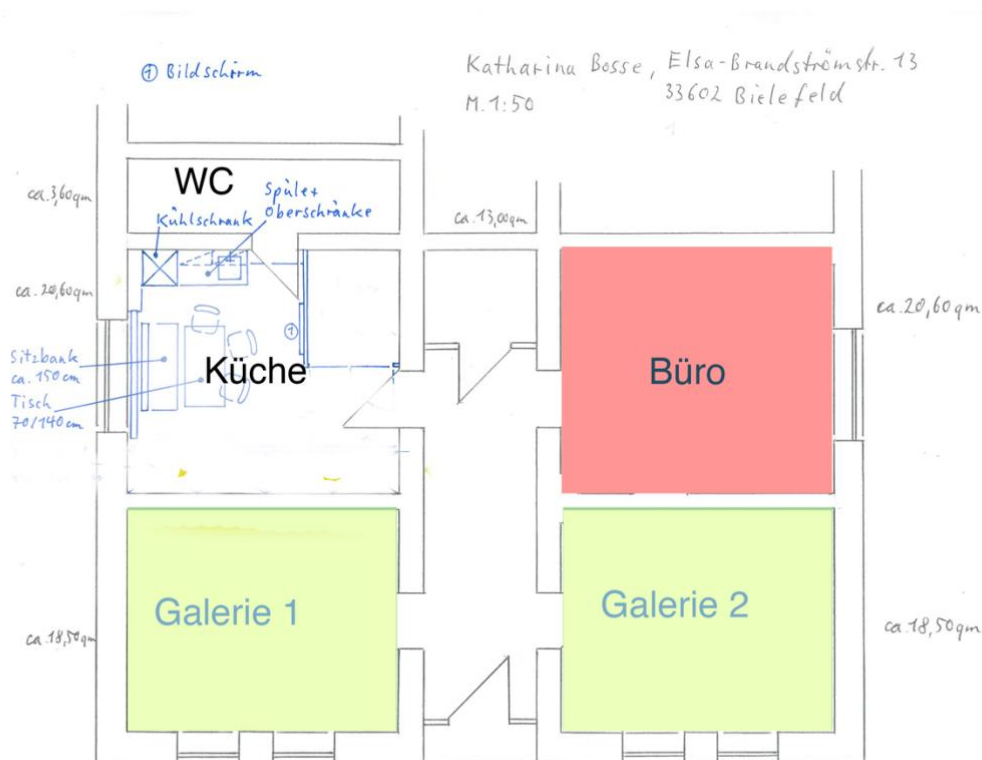 ① Bildschirm
Katharina Bosse, Elsa-Brandströmstr. 13
M. 1:50
33602 Bielefeld
WC
ca. 3,60qm
Spüle+
Oberschränke
Kühlschrank
ca. 13,00qm
ca. 20,60qm
ca. 20,60qm
①
Sitzbank
ca. 150cm
Tisch
70/140cm
Küche
Büro
Galerie 1
Galerie 2
ca. 18,50qm
ca. 18,50qm